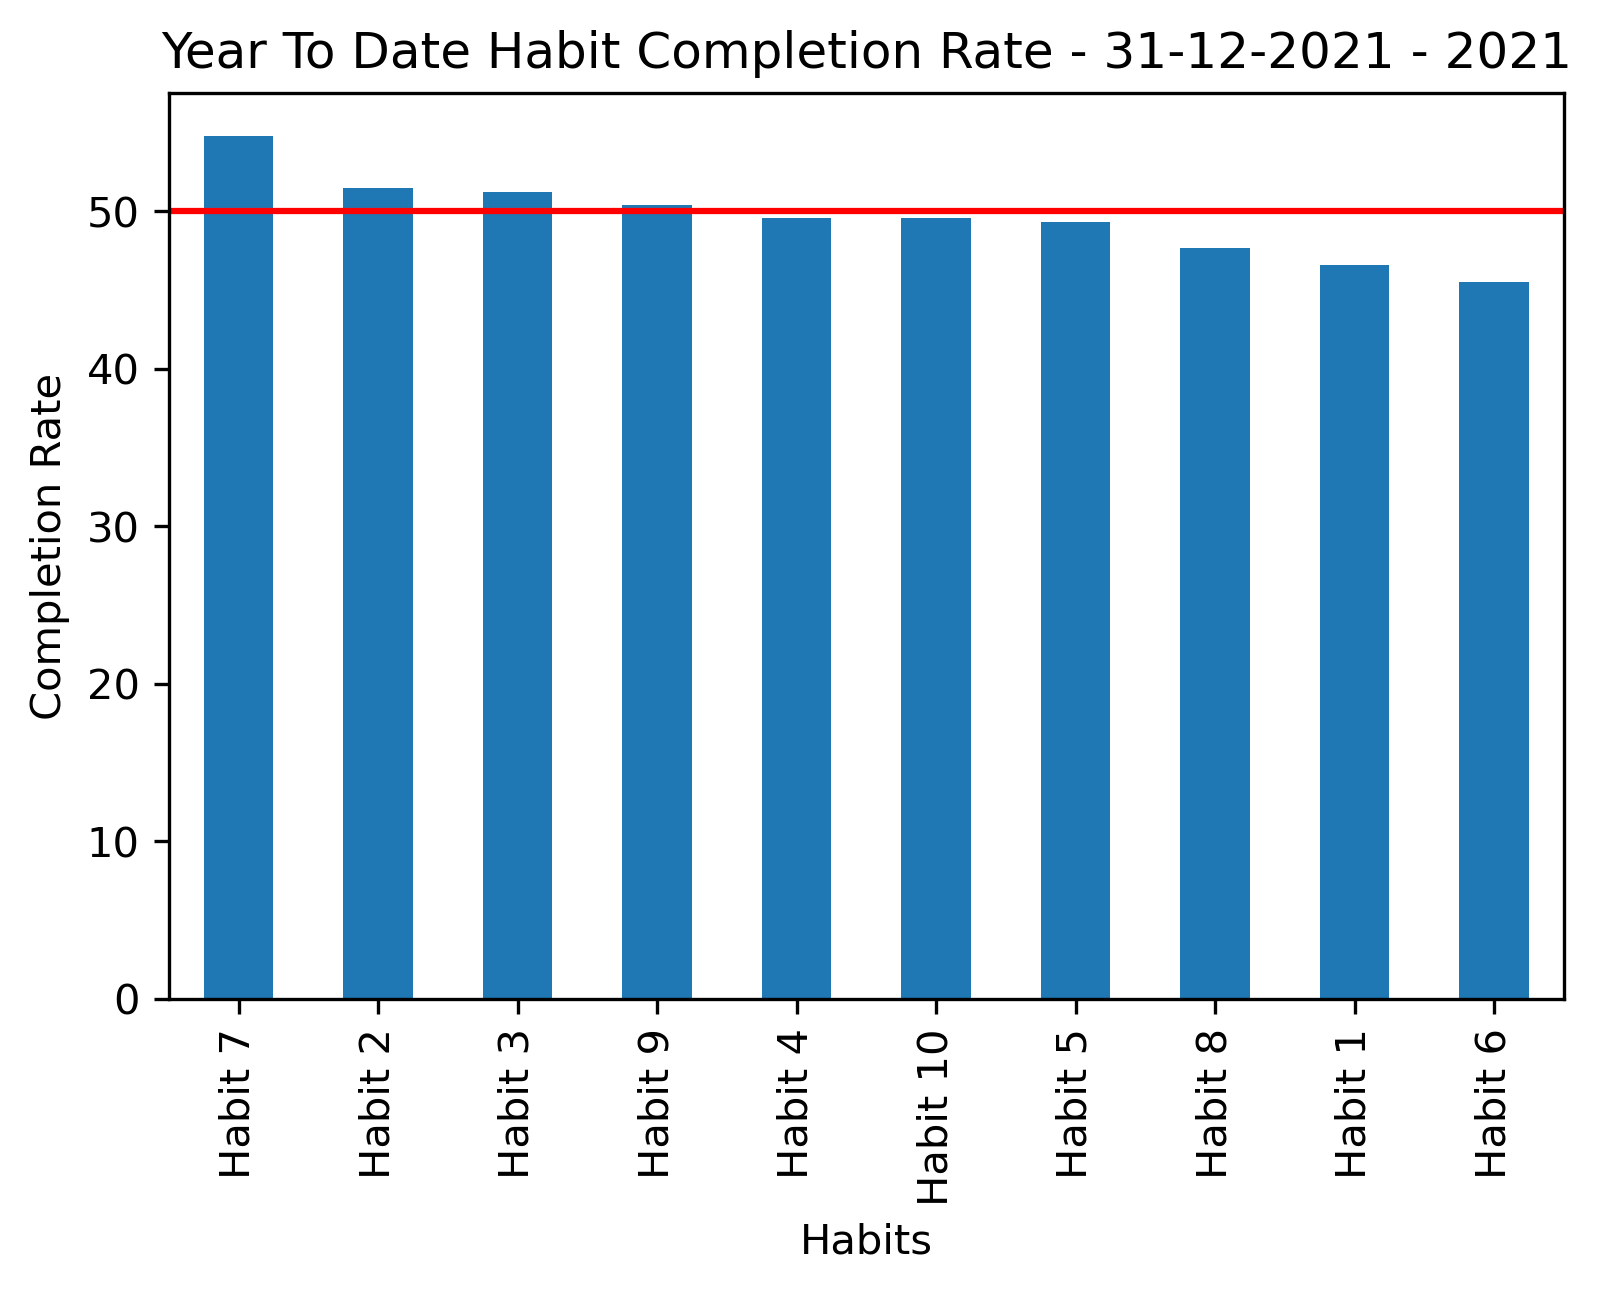 Year To Date Habit Completion Rate - 31-12-2021 - 2021
Completion Rate
50
40
30
20
10
0
Habit 7
Habit 2
Habit 3
Habit 9
Habit 4
Habit 10
Habit 5
Habit 8
Habit 1
Habit 6
Habits